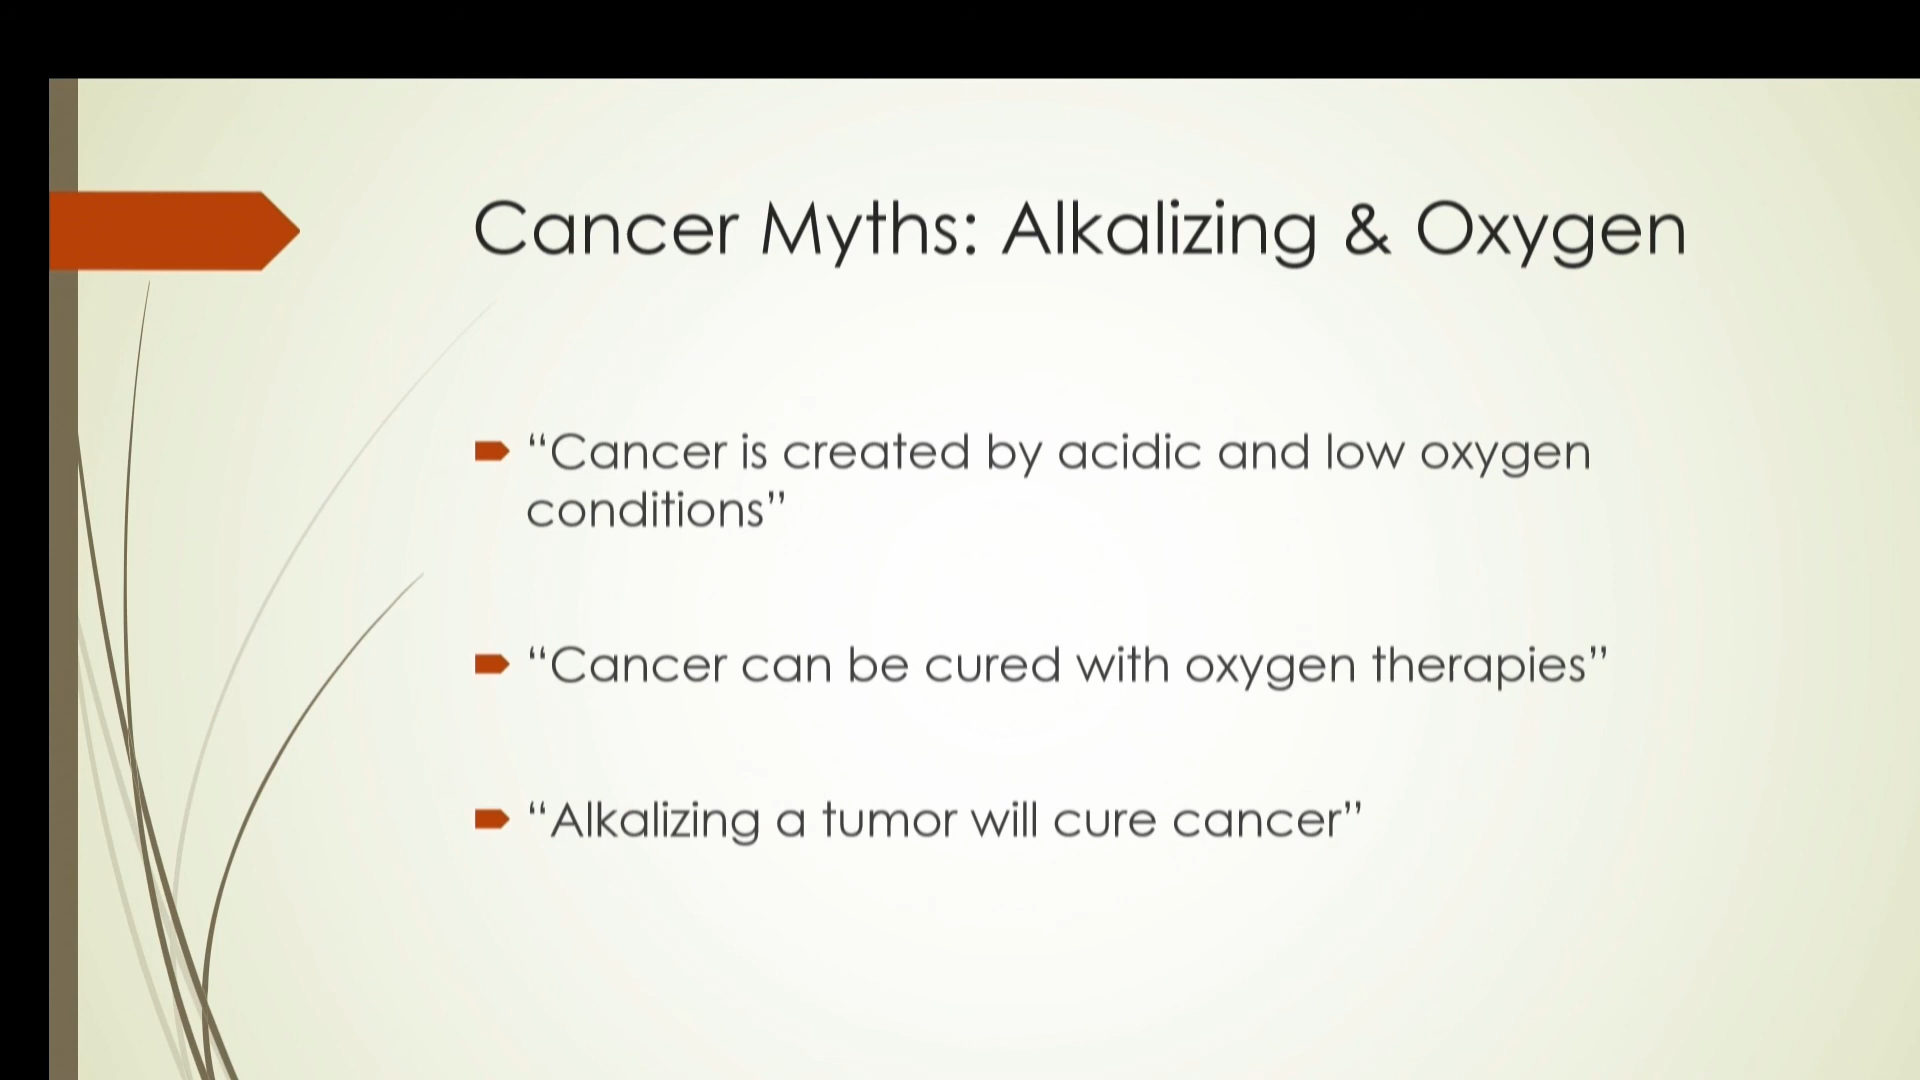 Cancer Myths: Alkalizing & Oxygen
“Cancer is created by acidic and low oxygen
conditions”
“Cancer can be cured with oxygen therapies”
“Alkalizing a tumor will cure cancer”